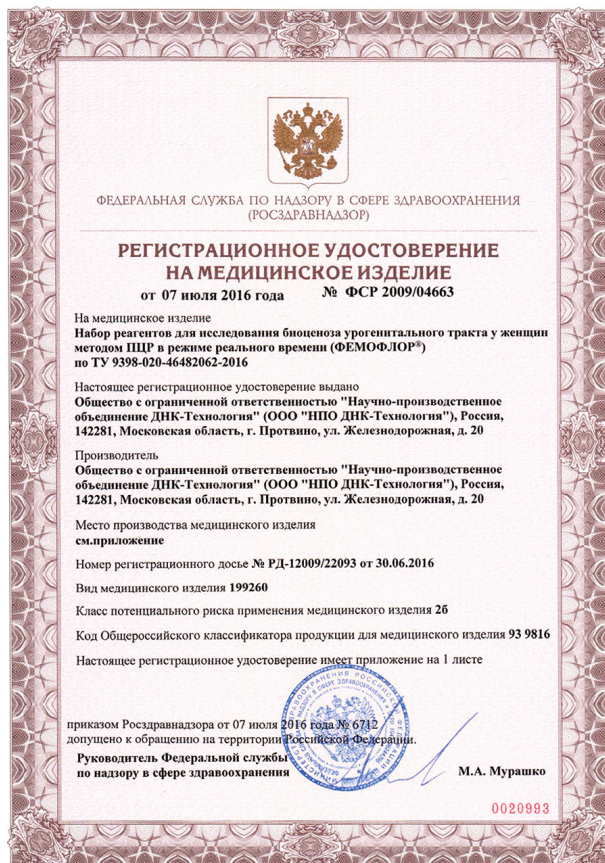 ФЕДЕРАЛЬНАЯ СЛУЖБА ПО НАДЗОРУ В СФЕРЕ ЗДРАВООХРАНЕНИЯ
(РОСЗДРАВНАДЗОР)
РЕГИСТРАЦИОННОЕ УДОСТОВЕРЕНИЕ
НА МЕДИЦИНСКОЕ ИЗДЕЛИЕ
от 07 июля 2016 года № ФСР 2009/04663
На медицинское изделие
Набор реагентов для исследования биоценоза урогенитального тракта у женщин
методом ПЦР в режиме реального времени (ФЕМОФЛОР®)
по ТУ 9398-020-46482062-2016
Настоящее регистрационное удостоверение выдано
Общество с ограниченной ответственностью "Научно-производственное
объединение ДНК-Технология" (ООО "НПО ДНК-Технология"), Россия,
142281, Московская область, г. Протвино, ул. Железнодорожная, д. 20
Производитель
Общество с ограниченной ответственностью "Научно-производственное
объединение ДНК-Технология" (ООО "НПО ДНК-Технология"), Россия,
142281, Московская область, г. Протвино, ул. Железнодорожная, д. 20
Место производства медицинского изделия
см.приложение
Номер регистрационного досье № РД-12009/22093 от 30.06.2016
Вид медицинского изделия 199260
Класс потенциального риска применения медицинского изделия 2б
Код Общероссийского классификатора продукции для медицинского изделия 93 9816
Настоящее регистрационное удостоверение имеет приложение на 1 листе
приказом Росздравнадзора от 07 июля 2016 года № 6712
допущено к обращению на территории Российской Федерации.
Руководитель Федеральной службы
по надзору в сфере здравоохранения М.А. Мурашко
0020993